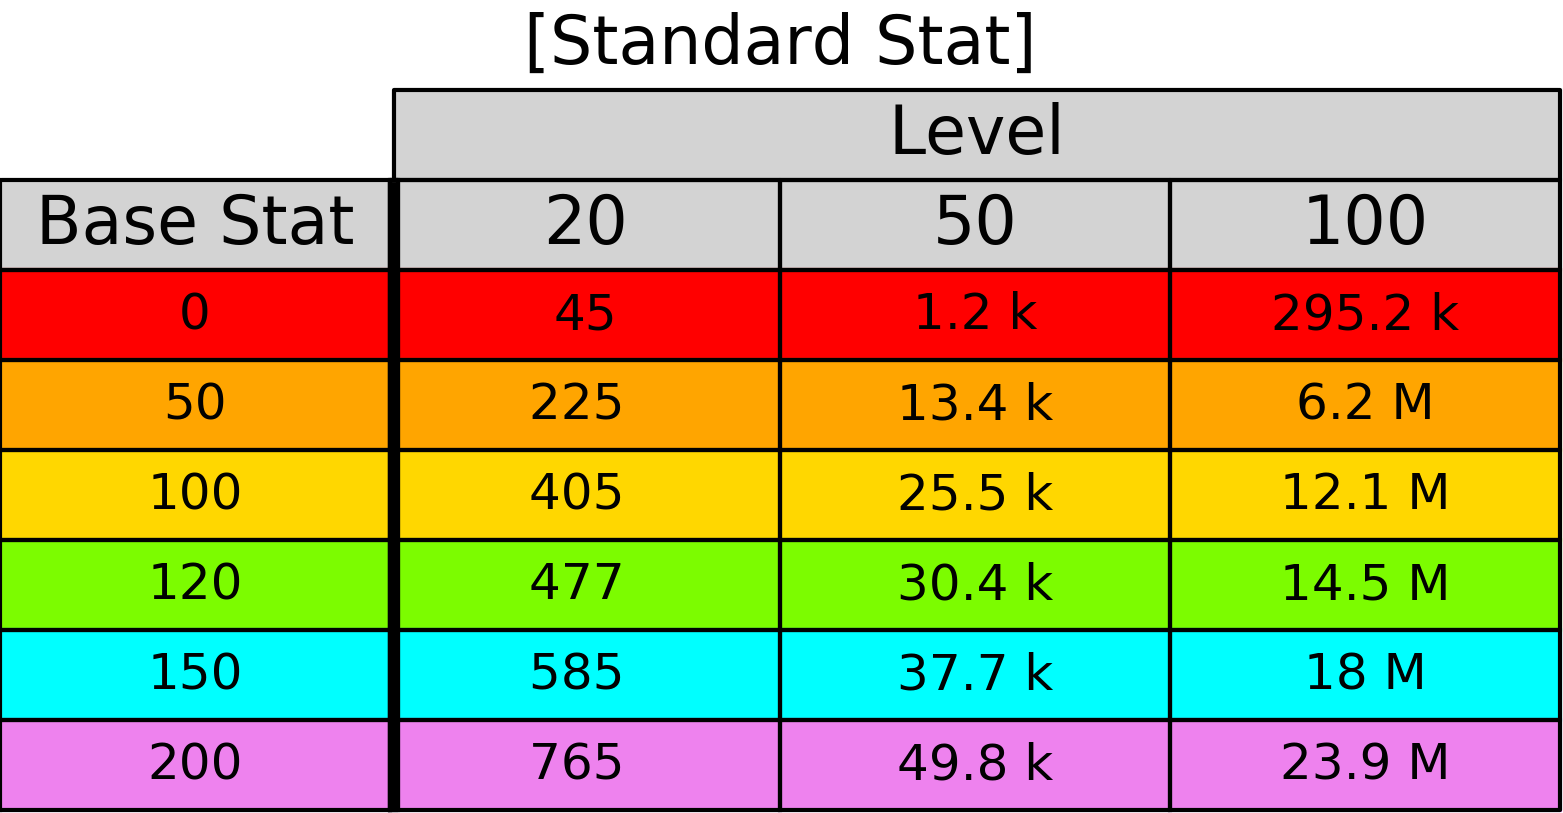 [Standard Stat]
Level
Base Stat 20 50 100
0 45 1.2 k 295.2 k
50 225 13.4 k 6.2 M
100 405 25.5 k 12.1 M
120 477 30.4 k 14.5 M
150 585 37.7 k 18 M
200 765 49.8 k 23.9 M